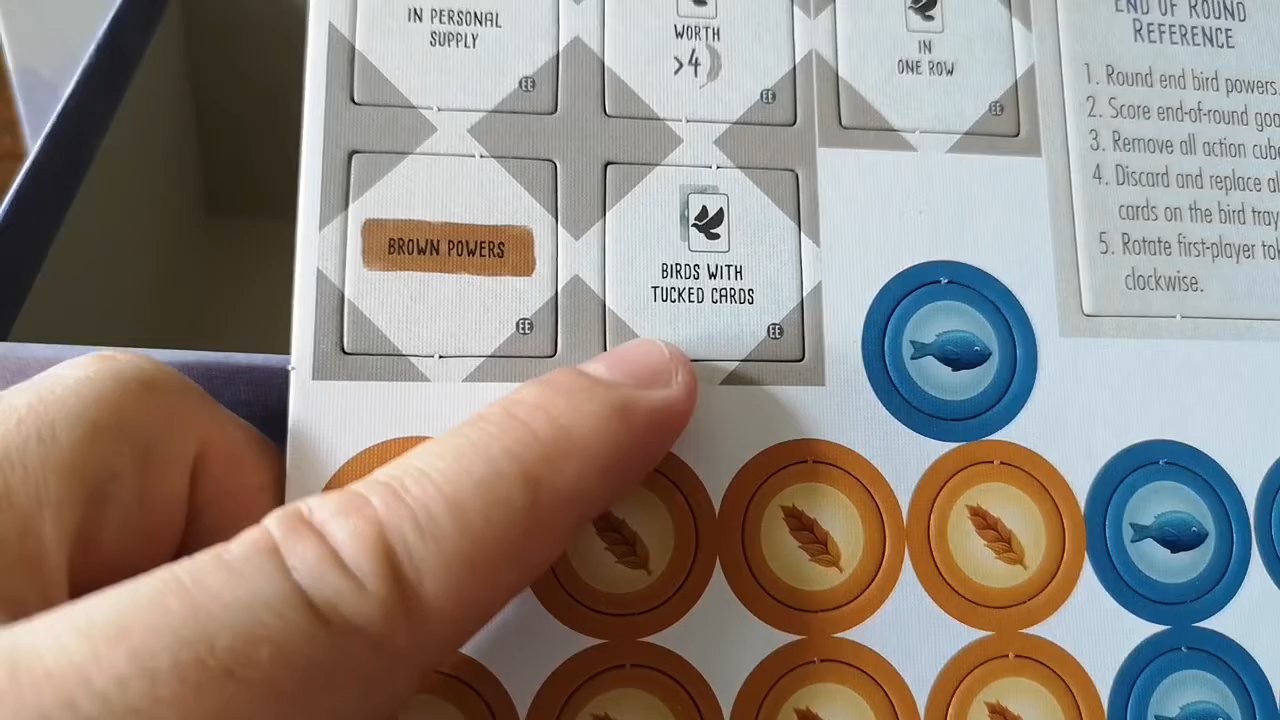 IN PERSONAL
SUPPLY
EE
WORTH
>4
EE
IN
ONE ROW
EE
BROWN POWERS
EE
BIRDS WITH
TUCKED CARDS
EE
END OF ROUND
REFERENCE
1. Round end bird powers.
2. Score end-of-round goa
3. Remove all action cube
4. Discard and replace al
cards on the bird tray
5. Rotate first-player tok
clockwise.